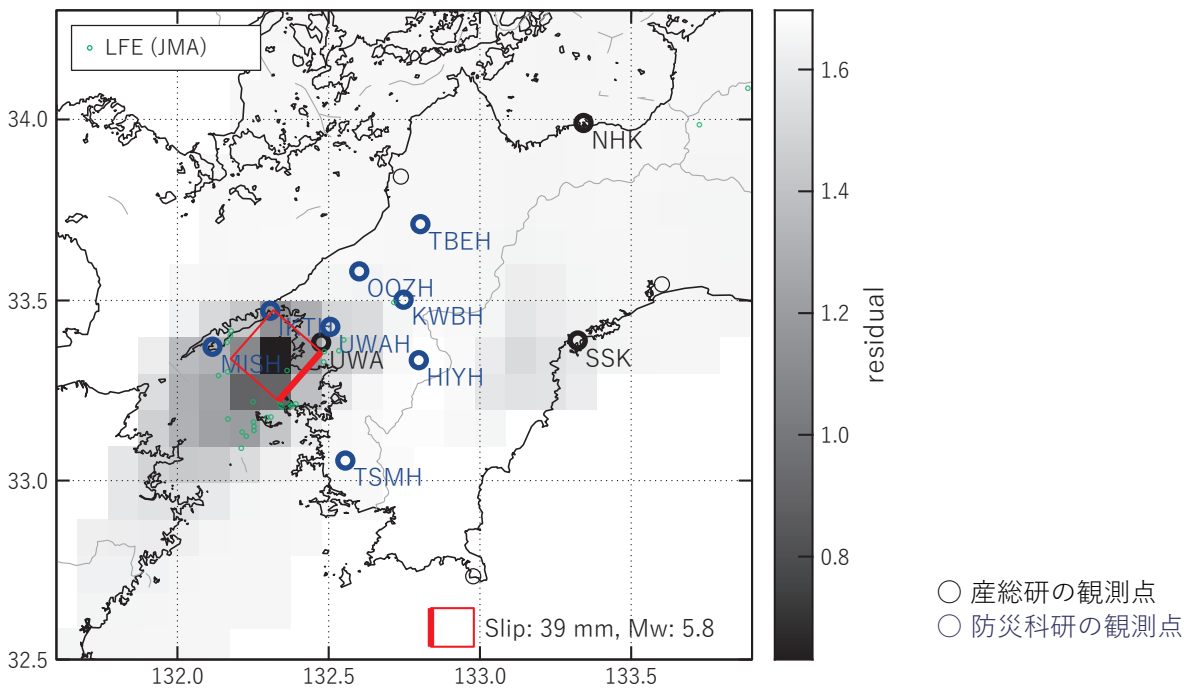 LFE (JMA)
34.0
33.5
33.0
32.5
132.0
132.5
133.0
133.5
NHK
TBEH
OOZH
KWBH
IKTH
UWAH
UWA
MISH
HIYH
SSK
TSMH
Slip: 39 mm, Mw: 5.8
1.6
1.4
1.2
1.0
0.8
residual
産総研の観測点
防災科研の観測点